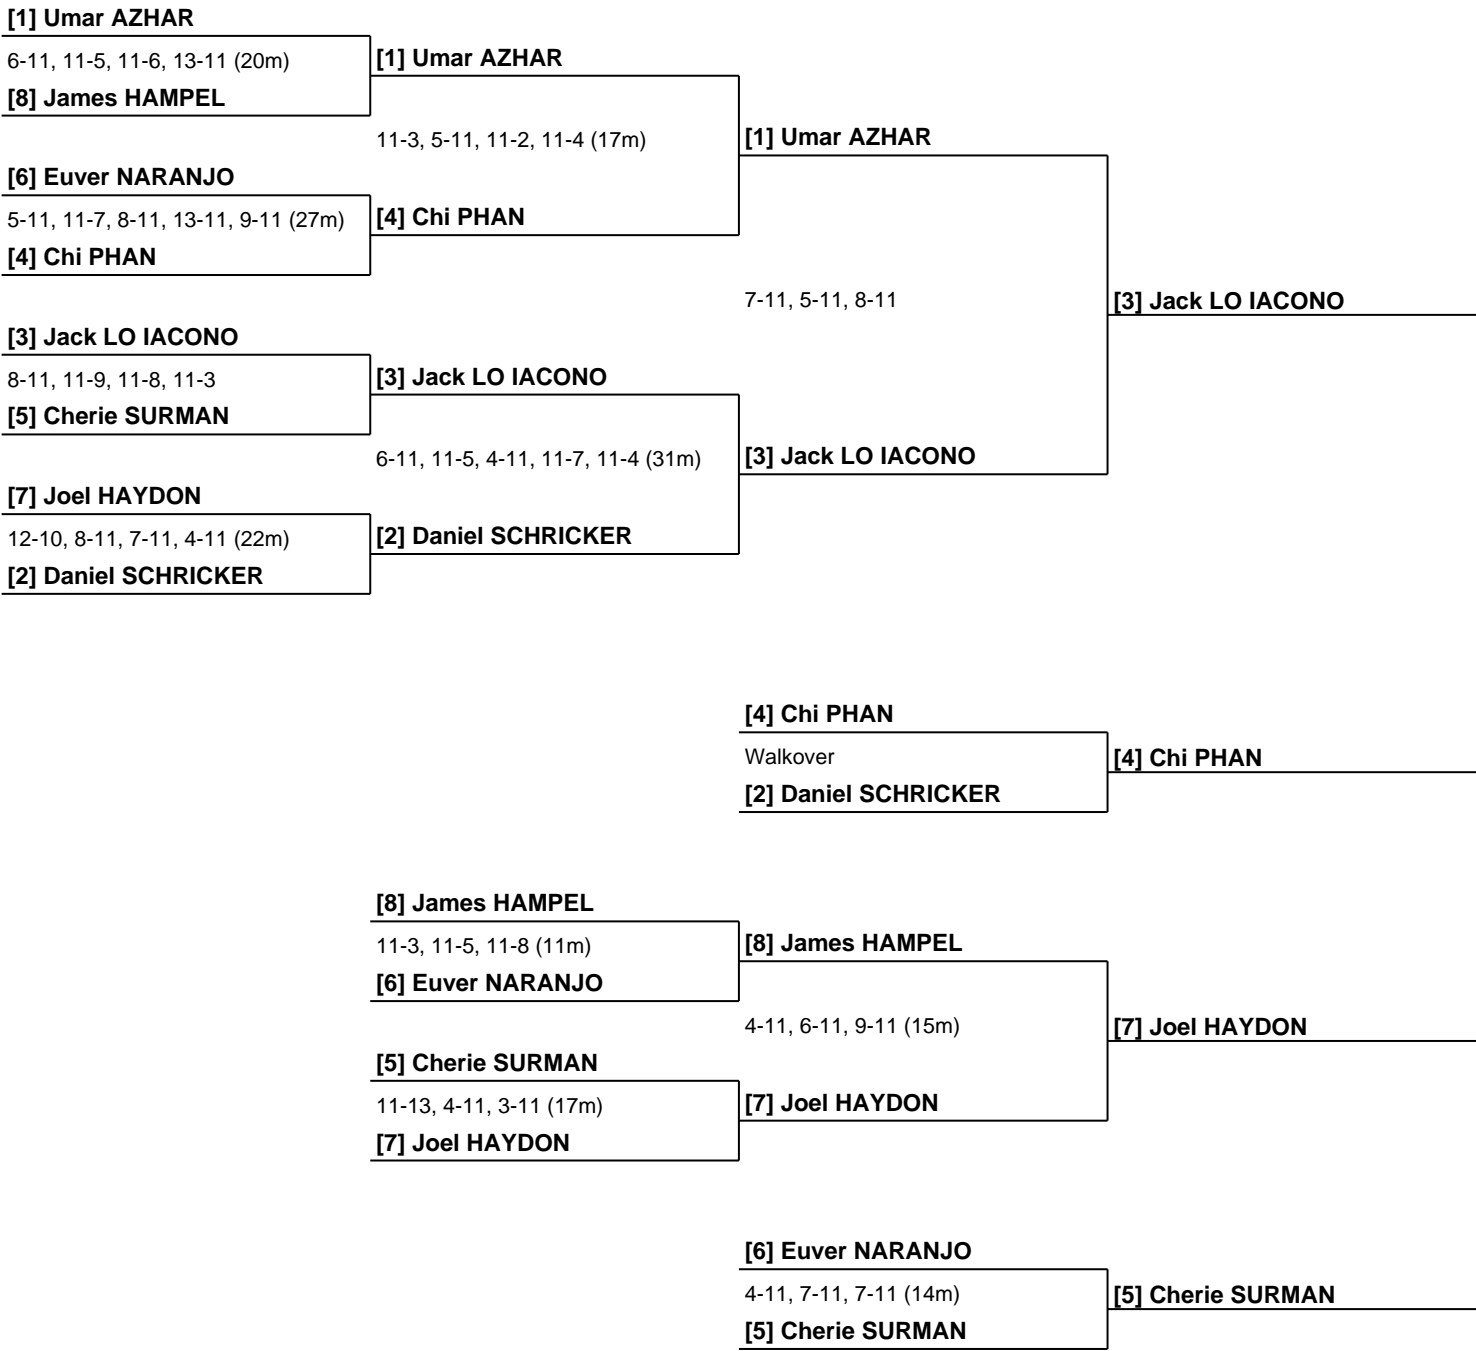 [1] Umar AZHAR
6-11, 11-5, 11-6, 13-11 (20m)
[1] Umar AZHAR
[8] James HAMPEL
11-3, 5-11, 11-2, 11-4 (17m)
[1] Umar AZHAR
[6] Euver NARANJO
5-11, 11-7, 8-11, 13-11, 9-11 (27m)
[4] Chi PHAN
[4] Chi PHAN
7-11, 5-11, 8-11
[3] Jack LO IACONO
[3] Jack LO IACONO
8-11, 11-9, 11-8, 11-3
[3] Jack LO IACONO
[5] Cherie SURMAN
6-11, 11-5, 4-11, 11-7, 11-4 (31m)
[3] Jack LO IACONO
[7] Joel HAYDON
12-10, 8-11, 7-11, 4-11 (22m)
[2] Daniel SCHRICKER
[2] Daniel SCHRICKER
[4] Chi PHAN
Walkover
[4] Chi PHAN
[2] Daniel SCHRICKER
[8] James HAMPEL
11-3, 11-5, 11-8 (11m)
[8] James HAMPEL
[6] Euver NARANJO
4-11, 6-11, 9-11 (15m)
[7] Joel HAYDON
[5] Cherie SURMAN
11-13, 4-11, 3-11 (17m)
[7] Joel HAYDON
[7] Joel HAYDON
[6] Euver NARANJO
4-11, 7-11, 7-11 (14m)
[5] Cherie SURMAN
[5] Cherie SURMAN